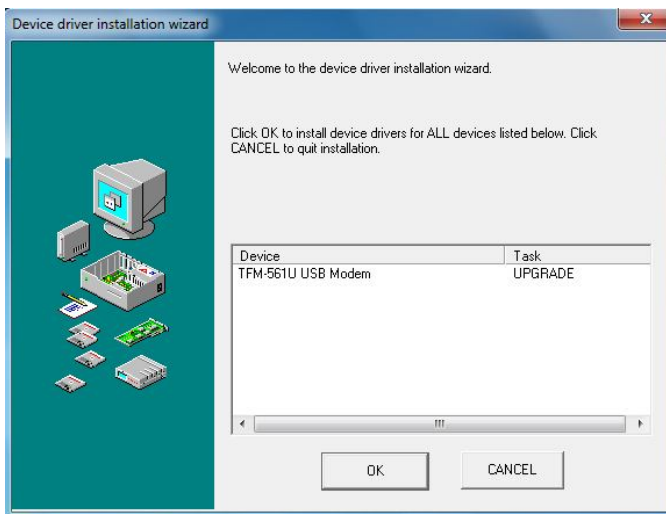 Device driver installation wizard
Welcome to the device driver installation wizard.
Click OK to install device drivers for ALL devices listed below. Click
CANCEL to quit installation.
Device Task
TFM-561U USB Modem UPGRADE
OK CANCEL